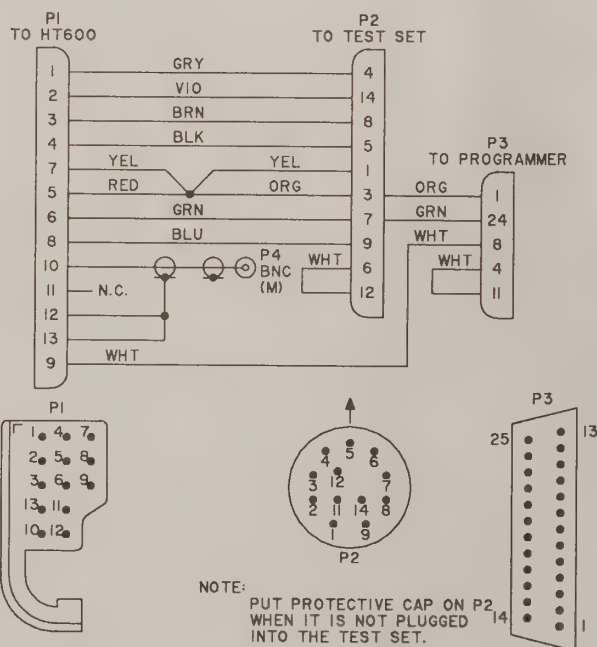 P1
TO HT600
P2
TO TEST SET
P3
TO PROGRAMMER
1 GRY 4
2 VIO 14
3 BRN 8
4 BLK 5
7 YEL YEL 1
5 RED ORG 3 ORG 1
6 GRN 7 GRN 24
8 BLU 9 WHT 8
10 P4 BNC (M) WHT 6 4
11 N.C. 12 11
12
13
9 WHT
P1
1 4 7
2 5 8
3 6 9
13 11
10 12
5
4 6
3 12 7
2 11 14 8
1 9
P2
P3
25 13
14 1
NOTE:
PUT PROTECTIVE CAP ON P2
WHEN IT IS NOT PLUGGED
INTO THE TEST SET.